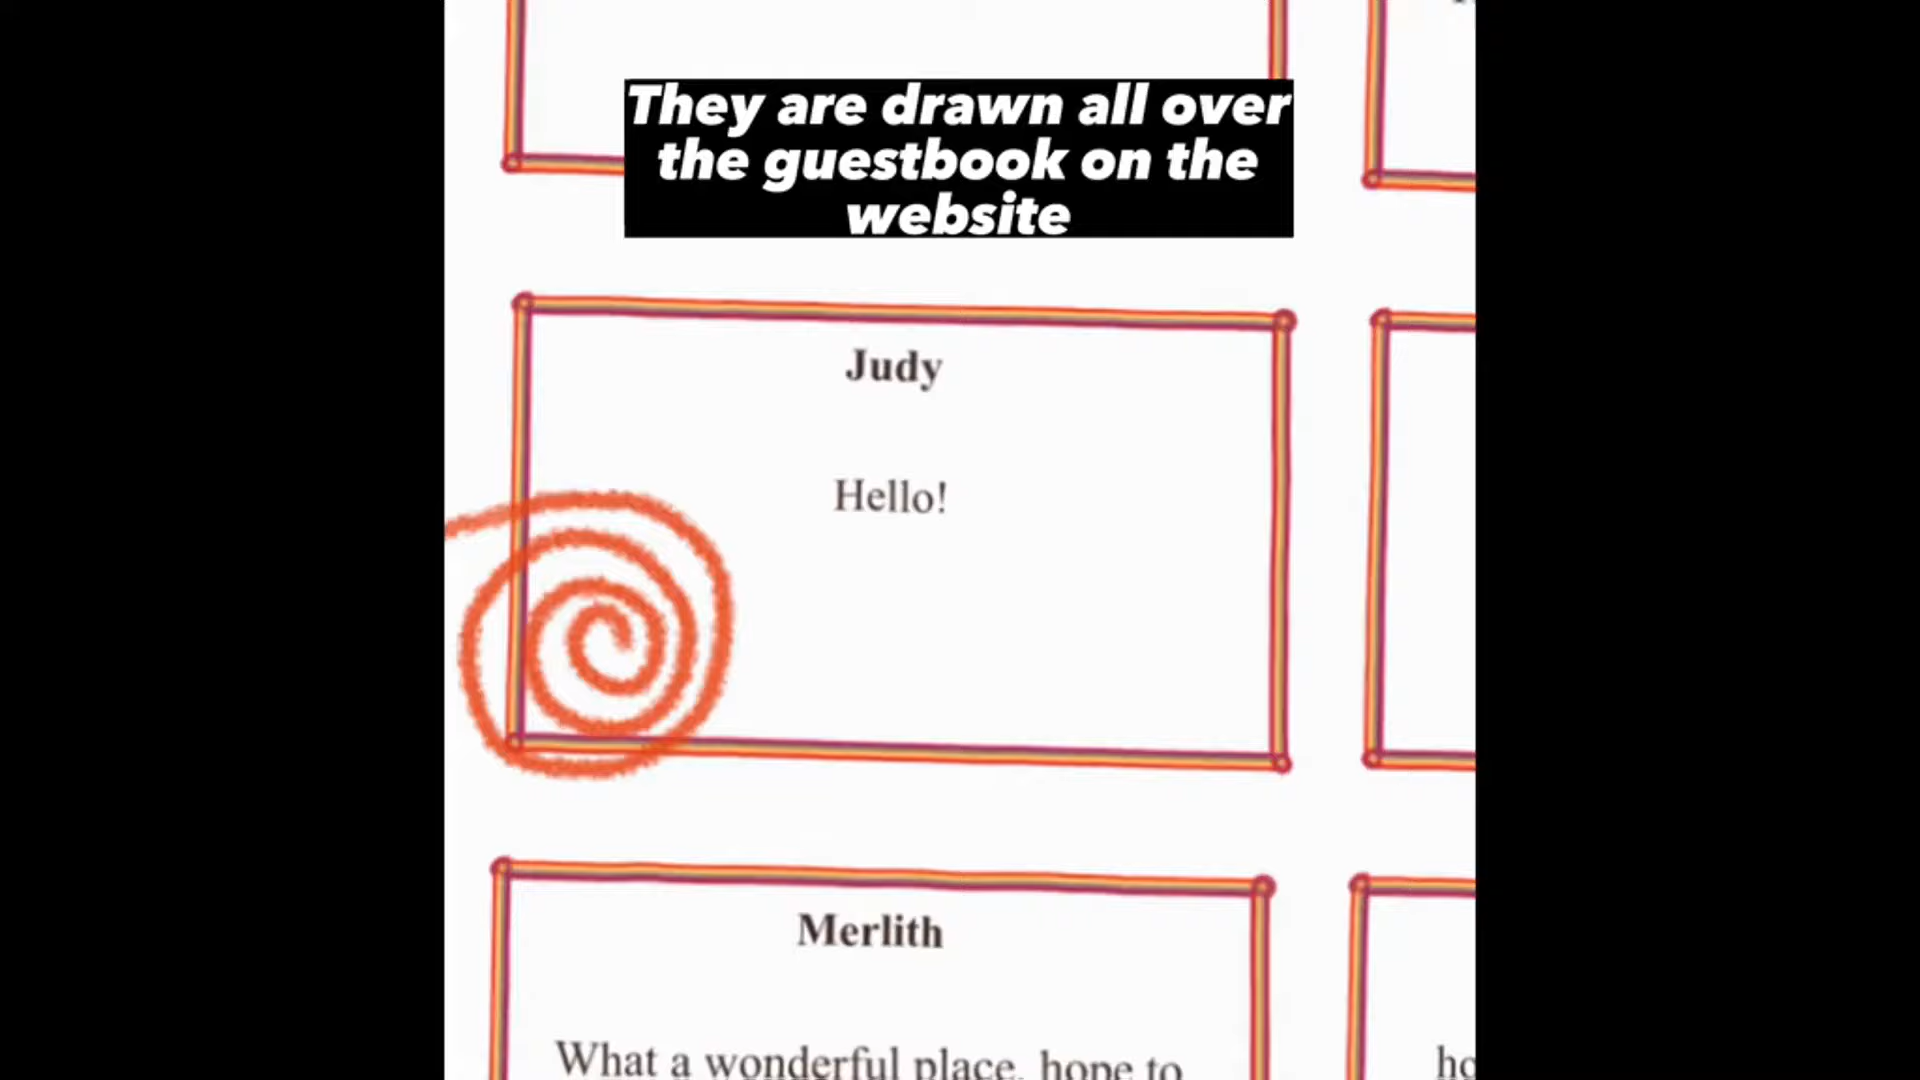 They are drawn all over
the guestbook on the
website
Judy
Hello!
Merlith
What a wonderful place, hope to